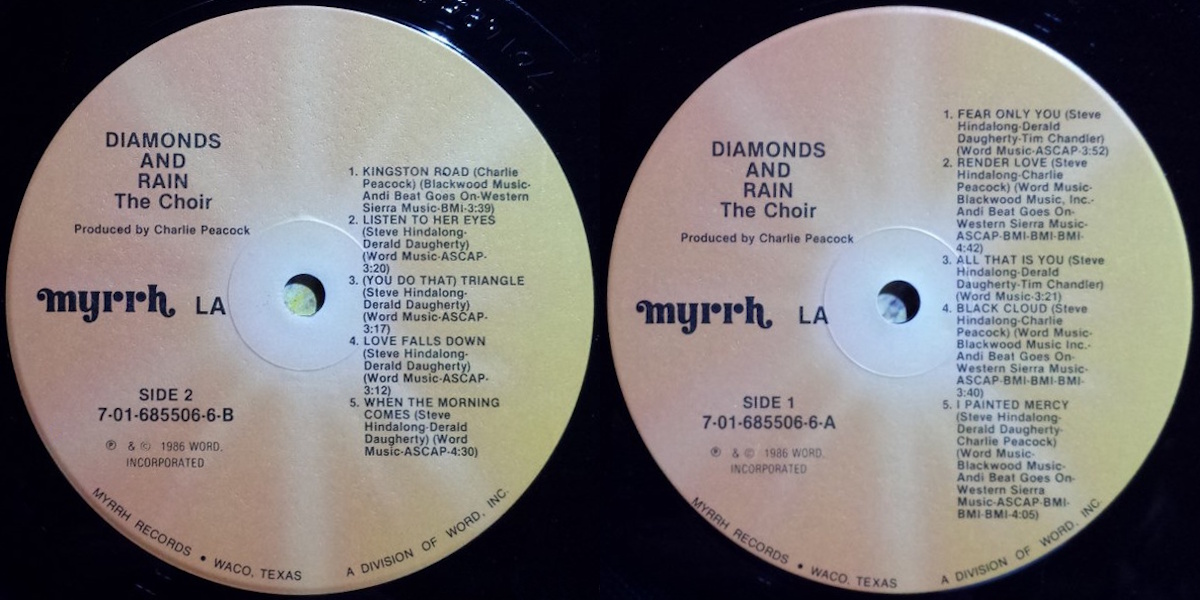 DIAMONDS
AND
RAIN
The Choir
Produced by Charlie Peacock
myrrh LA
SIDE 2
7-01-685506-6-B
℗ & © 1986 WORD,
INCORPORATED
1. KINGSTON ROAD (Charlie
Peacock) (Blackwood Music-
Andi Beat Goes On-Western
Sierra Music-BMI-3:39)
2. LISTEN TO HER EYES
(Steve Hindalong-
Derald Daugherty)
(Word Music-ASCAP-
3:20)
3. (YOU DO THAT) TRIANGLE
(Steve Hindalong-
Derald Daugherty)
(Word Music-ASCAP-
3:17)
4. LOVE FALLS DOWN
(Steve Hindalong-
Derald Daugherty)
(Word Music-ASCAP-
3:12)
5. WHEN THE MORNING
COMES (Steve
Hindalong-Derald
Daugherty) (Word
Music-ASCAP-4:30)
MYRRH RECORDS • WACO, TEXAS A DIVISION OF WORD, INC.
DIAMONDS
AND
RAIN
The Choir
Produced by Charlie Peacock
myrrh LA
SIDE 1
7-01-685506-6-A
℗ & © 1986 WORD,
INCORPORATED
1. FEAR ONLY YOU (Steve
Hindalong-Derald
Daugherty-Tim Chandler)
(Word Music-ASCAP-3:52)
2. RENDER LOVE (Steve
Hindalong-Charlie
Peacock) (Word Music-
Blackwood Music, Inc.-
Andi Beat Goes On-
Western Sierra Music-
ASCAP-BMI-BMI-BMI-
4:42)
3. ALL THAT IS YOU (Steve
Hindalong-Derald
Daugherty-Tim Chandler)
(Word Music-3:21)
4. BLACK CLOUD (Steve
Hindalong-Charlie
Peacock) (Word Music-
Blackwood Music Inc.-
Andi Beat Goes On-
Western Sierra Music-
ASCAP-BMI-BMI-BMI-
3:40)
5. I PAINTED MERCY
(Steve Hindalong-
Derald Daugherty-
Charlie Peacock)
(Word Music-
Blackwood Music-
Andi Beat Goes On-
Western Sierra
Music-ASCAP-BMI-
BMI-BMI-4:05)
MYRRH RECORDS • WACO, TEXAS A DIVISION OF WORD, INC.